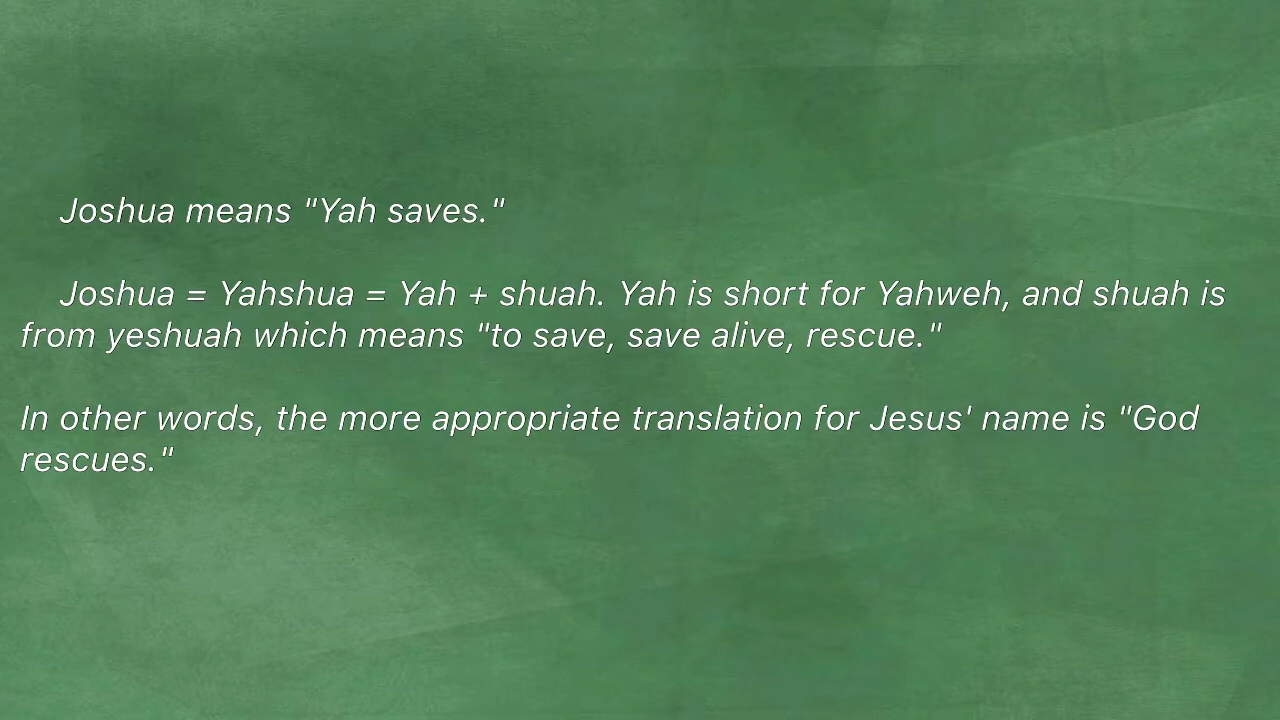 Joshua means "Yah saves."
Joshua = Yahshua = Yah + shuah. Yah is short for Yahweh, and shuah is
from yeshuah which means "to save, save alive, rescue."
In other words, the more appropriate translation for Jesus' name is "God
rescues."